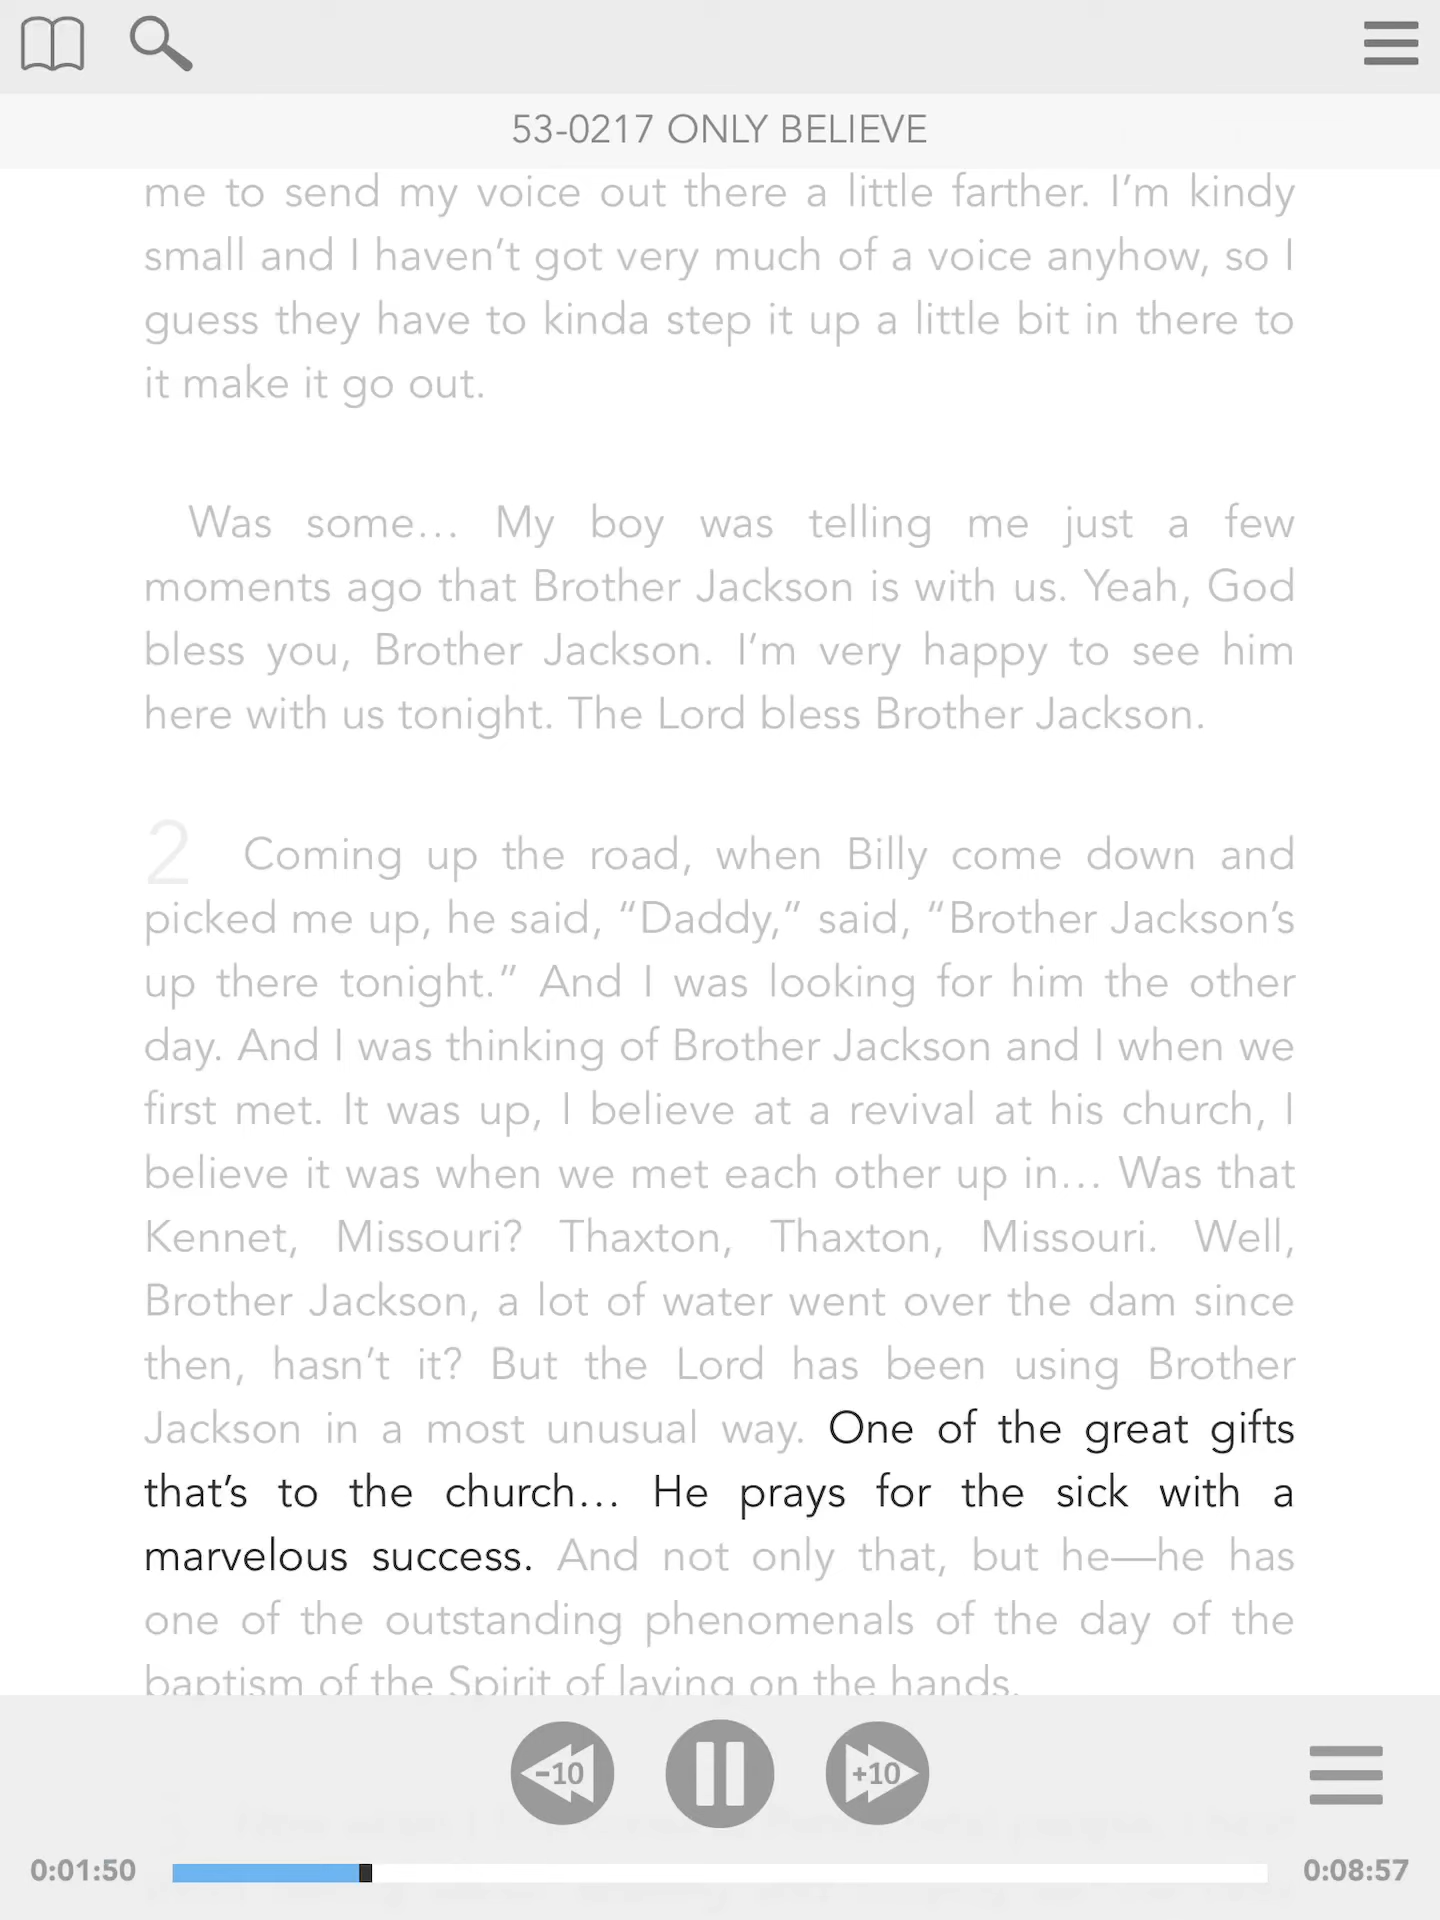 53-0217 ONLY BELIEVE
me to send my voice out there a little farther. I’m kindy
small and I haven’t got very much of a voice anyhow, so I
guess they have to kinda step it up a little bit in there to
it make it go out.
Was some… My boy was telling me just a few
moments ago that Brother Jackson is with us. Yeah, God
bless you, Brother Jackson. I’m very happy to see him
here with us tonight. The Lord bless Brother Jackson.
2 Coming up the road, when Billy come down and
picked me up, he said, “Daddy,” said, “Brother Jackson’s
up there tonight.” And I was looking for him the other
day. And I was thinking of Brother Jackson and I when we
first met. It was up, I believe at a revival at his church, I
believe it was when we met each other up in… Was that
Kennet, Missouri? Thaxton, Thaxton, Missouri. Well,
Brother Jackson, a lot of water went over the dam since
then, hasn’t it? But the Lord has been using Brother
Jackson in a most unusual way. One of the great gifts
that’s to the church… He prays for the sick with a
marvelous success. And not only that, but he—he has
one of the outstanding phenomenals of the day of the
baptism of the Spirit of laying on the hands.
-10 +10
0:01:50 0:08:57